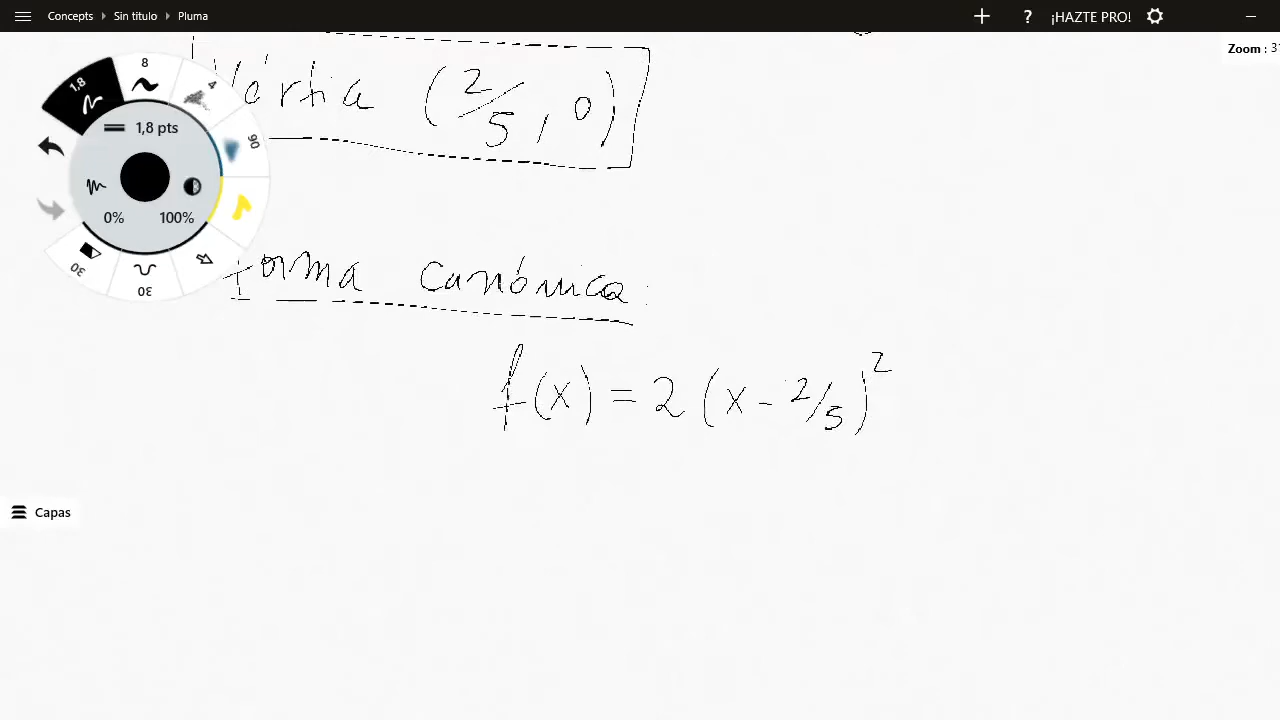 Concepts › Sin título › Pluma
? ¡HAZTE PRO!
Zoom : 3
8
1,8
4
1,8 pts
90
0% 100%
30
30
Vértice (2/5, 0)
Forma canónica:
f(x) = 2 (x - 2/5)²
Capas